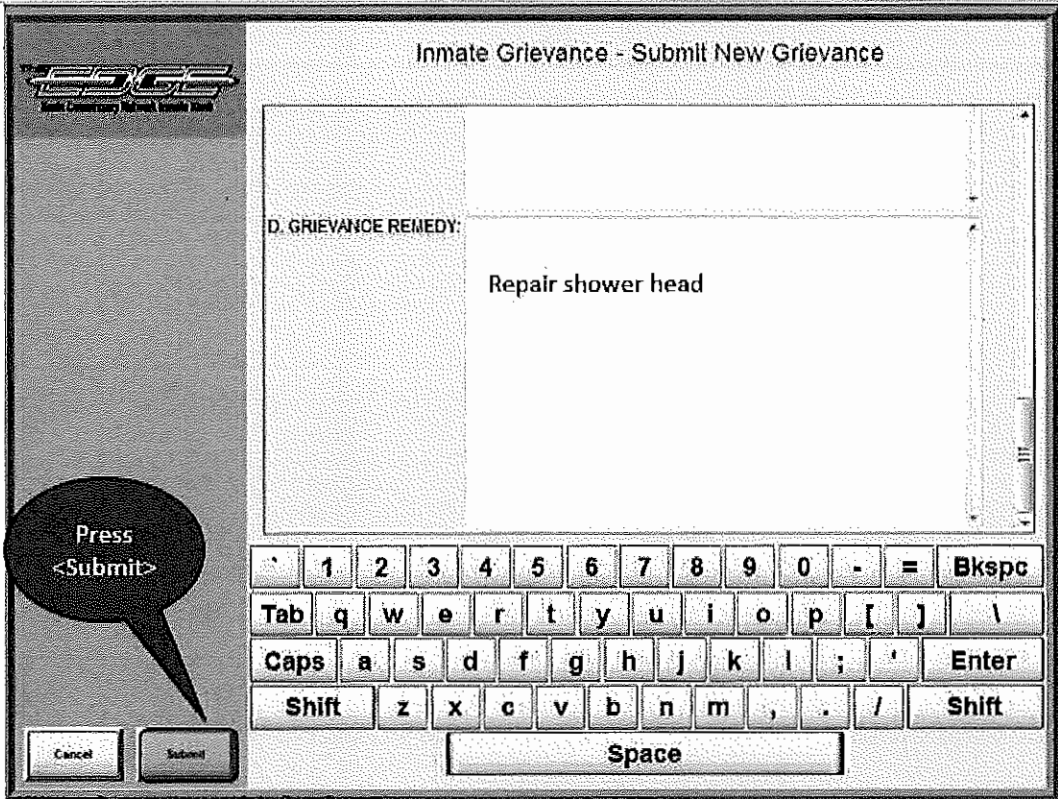 Inmate Grievance - Submit New Grievance
EDGE
D. GRIEVANCE REMEDY:
Repair shower head
Press
<Submit>
` 1 2 3 4 5 6 7 8 9 0 - = Bkspc
Tab q w e r t y u i o p [ ] \
Caps a s d f g h j k l ; ' Enter
Shift z x c v b n m , . / Shift
Cancel Submit Space